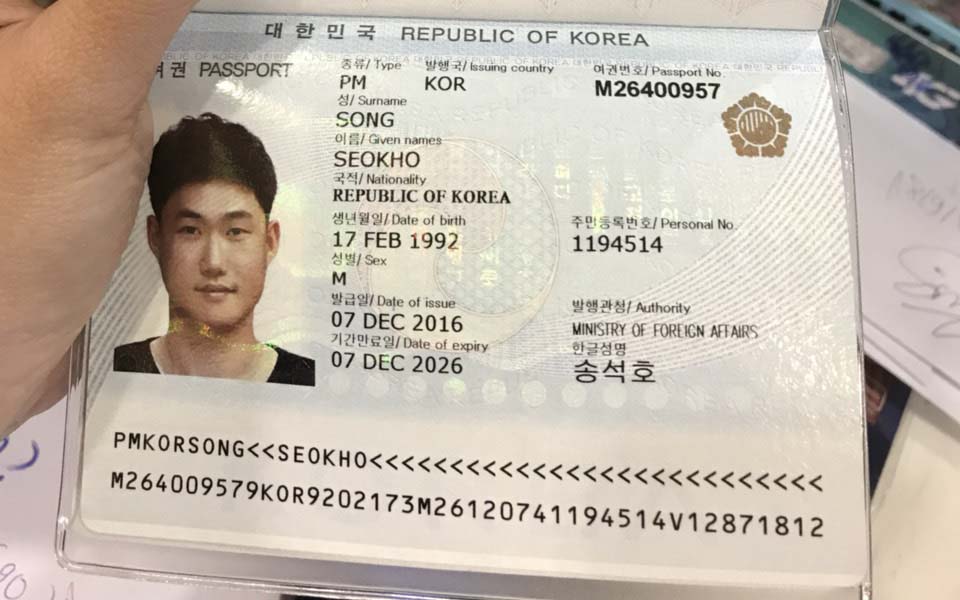 대한민국 REPUBLIC OF KOREA
여권 PASSPORT
종류/ Type 발행국/ Issuing country 여권번호/ Passport No.
PM KOR M26400957
성/ Surname
SONG
이름/ Given names
SEOKHO
국적/ Nationality
REPUBLIC OF KOREA
생년월일/ Date of birth 주민등록번호/ Personal No.
17 FEB 1992 1194514
성별/ Sex
M
발급일/ Date of issue 발행관청/ Authority
07 DEC 2016 MINISTRY OF FOREIGN AFFAIRS
기간만료일/ Date of expiry 한글성명
07 DEC 2026 송석호
PMKORSONG<<SEOKHO<<<<<<<<<<<<<<<<<<<<<<<<<<<
M264009579KOR9202173M26120741194514V12871812